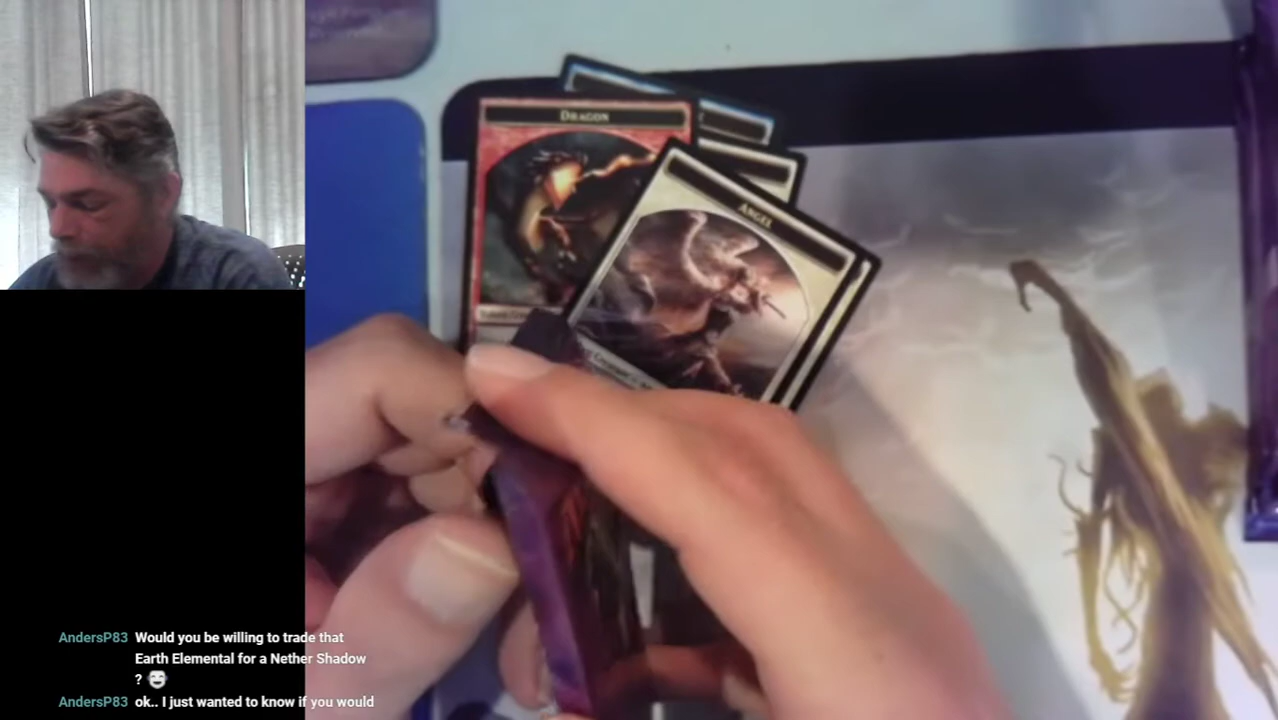 DRAGON
ANGEL
AndersP83 Would you be willing to trade that
Earth Elemental for a Nether Shadow
?
AndersP83 ok.. I just wanted to know if you would